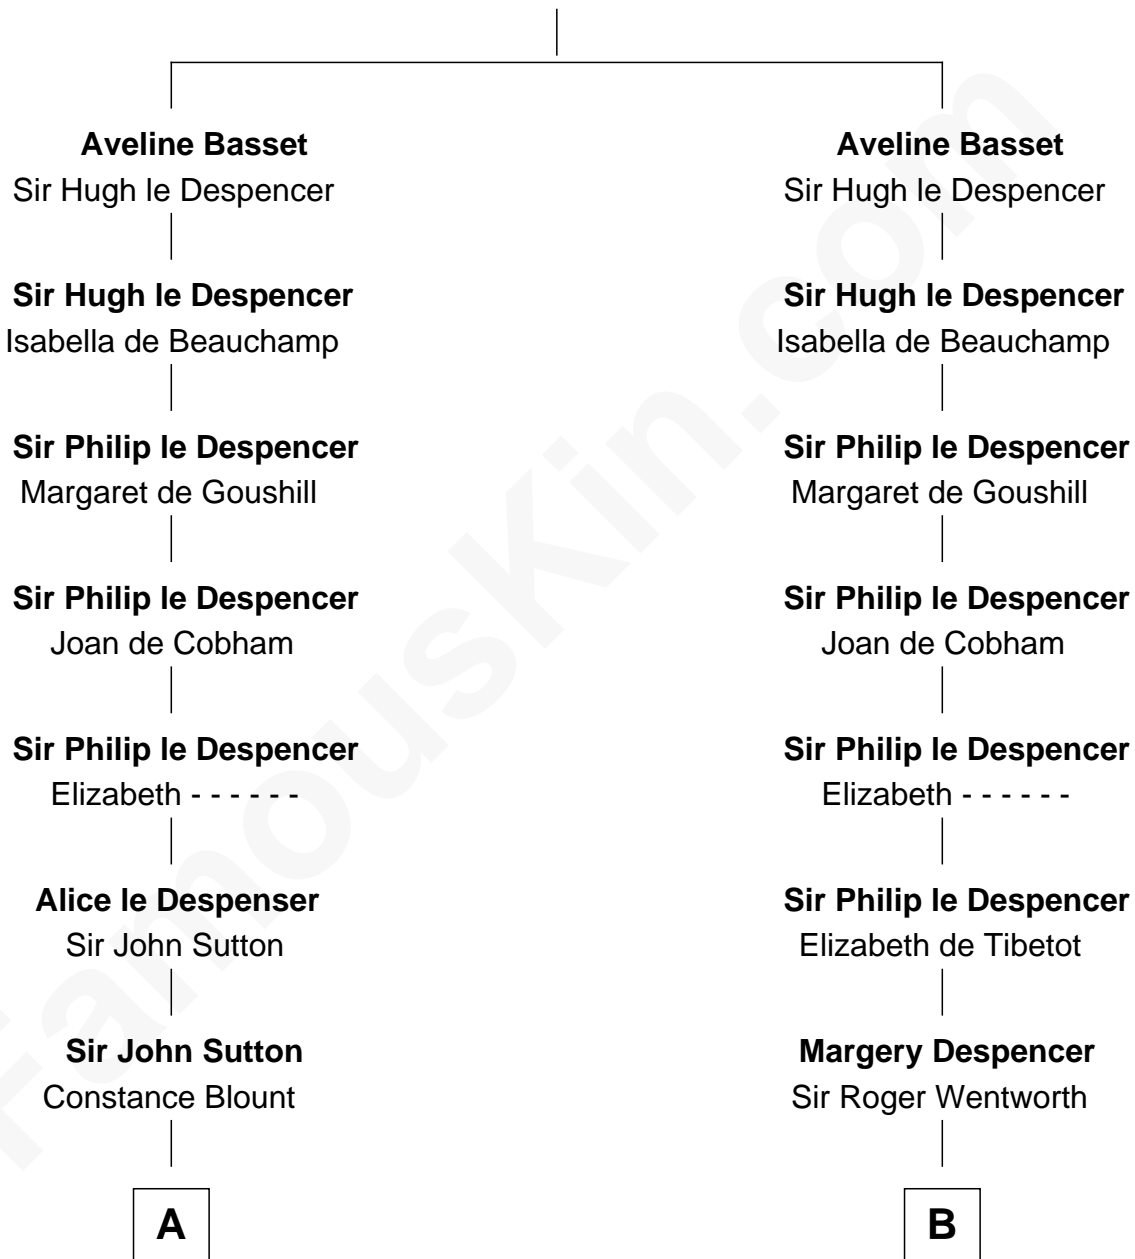 Aveline Basset
Sir Hugh le Despencer
Sir Hugh le Despencer
Isabella de Beauchamp
Sir Philip le Despencer
Margaret de Goushill
Sir Philip le Despencer
Joan de Cobham
Sir Philip le Despencer
Elizabeth - - - - - -
Alice le Despenser
Sir John Sutton
Sir John Sutton
Constance Blount
A
Aveline Basset
Sir Hugh le Despencer
Sir Hugh le Despencer
Isabella de Beauchamp
Sir Philip le Despencer
Margaret de Goushill
Sir Philip le Despencer
Joan de Cobham
Sir Philip le Despencer
Elizabeth - - - - - -
Sir Philip le Despencer
Elizabeth de Tibetot
Margery Despencer
Sir Roger Wentworth
B
FamousKin.com